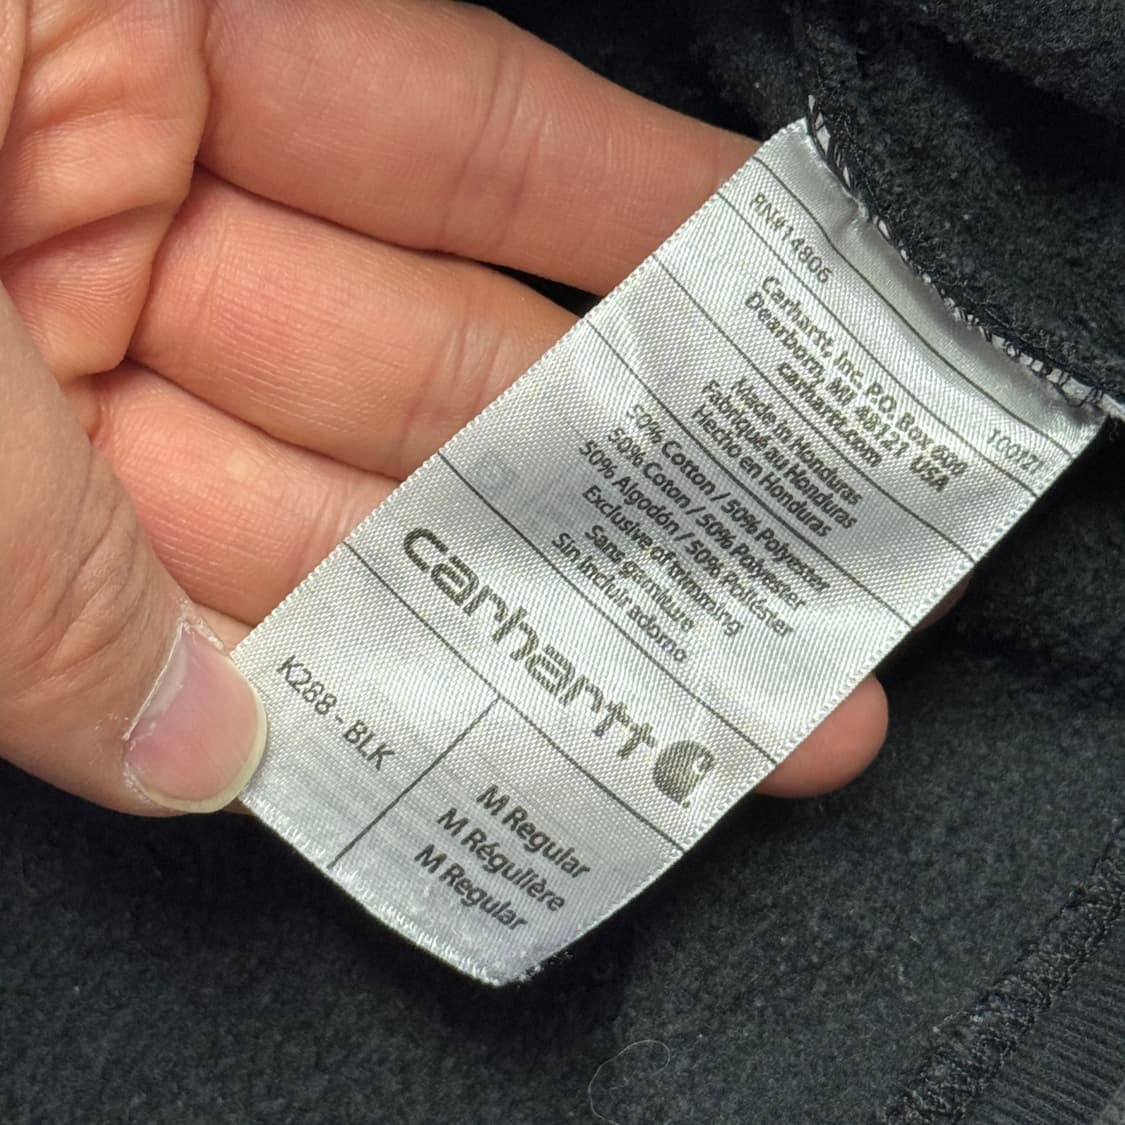 RN#14806
100127
Carhartt, Inc. P.O. Box 600
Dearborn, MI 48121 USA
carhartt.com
Made in Honduras
Fabriqué au Honduras
Hecho en Honduras
50% Cotton / 50% Polyester
50% Coton / 50% Polyester
50% Algodón / 50% Poliéster
Exclusive of trimming
Sans garniture
Sin incluir adorno
carhartt
K288 - BLK
M Regular
M Régulière
M Regular